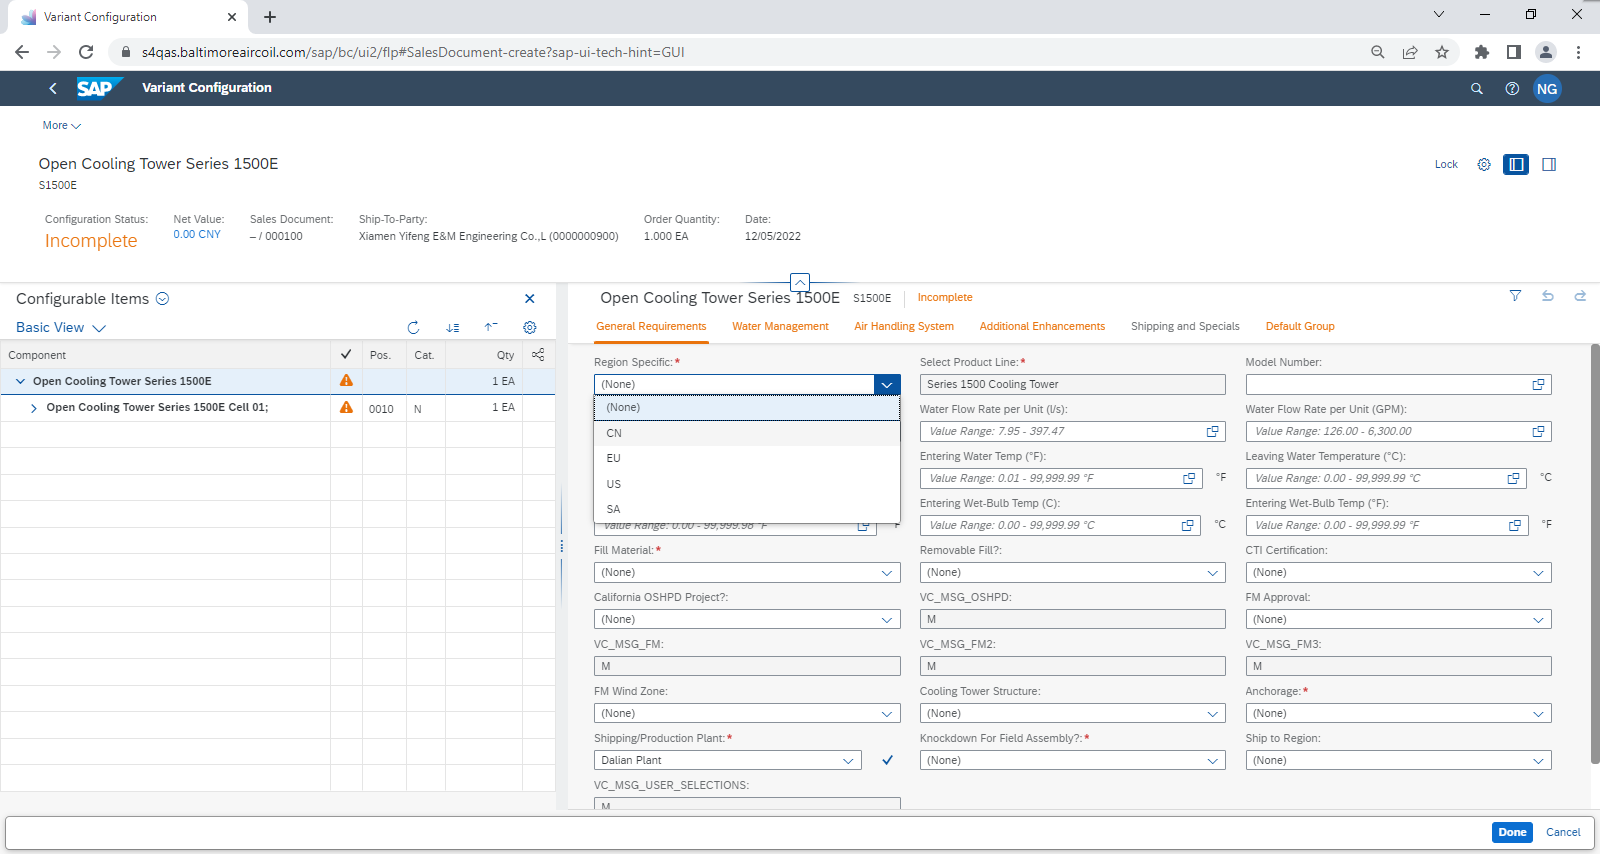 Variant Configuration
s4qas.baltimoreaircoil.com/sap/bc/ui2/flp#SalesDocument-create?sap-ui-tech-hint=GUI
SAP
Variant Configuration
NG
More
Open Cooling Tower Series 1500E
S1500E
Lock
Configuration Status:
Incomplete
Net Value:
0.00 CNY
Sales Document:
– / 000100
Ship-To-Party:
Xiamen Yifeng E&M Engineering Co.,L (0000000900)
Order Quantity:
1.000 EA
Date:
12/05/2022
Configurable Items
Basic View
Component Pos. Cat. Qty
Open Cooling Tower Series 1500E 1 EA
Open Cooling Tower Series 1500E Cell 01; 0010 N 1 EA
Open Cooling Tower Series 1500E S1500E Incomplete
General Requirements Water Management Air Handling System Additional Enhancements Shipping and Specials Default Group
Region Specific:*
(None)
(None)
CN
EU
US
SA
Select Product Line:*
Series 1500 Cooling Tower
Model Number:
Water Flow Rate per Unit (l/s):
Value Range: 7.95 - 397.47
Water Flow Rate per Unit (GPM):
Value Range: 126.00 - 6,300.00
Entering Water Temp (°F):
Value Range: 0.01 - 99,999.99 °F
°F
Leaving Water Temperature (°C):
Value Range: 0.00 - 99,999.99 °C
°C
Value Range: 0.00 - 99,999.98 °F
Entering Wet-Bulb Temp (C):
Value Range: 0.00 - 99,999.99 °C
°C
Entering Wet-Bulb Temp (°F):
Value Range: 0.00 - 99,999.99 °F
°F
Fill Material:*
(None)
Removable Fill?:
(None)
CTI Certification:
(None)
California OSHPD Project?:
(None)
VC_MSG_OSHPD:
M
FM Approval:
(None)
VC_MSG_FM:
M
VC_MSG_FM2:
M
VC_MSG_FM3:
M
FM Wind Zone:
(None)
Cooling Tower Structure:
(None)
Anchorage:*
(None)
Shipping/Production Plant:*
Dalian Plant
Knockdown For Field Assembly?:*
(None)
Ship to Region:
(None)
VC_MSG_USER_SELECTIONS:
M
Done
Cancel